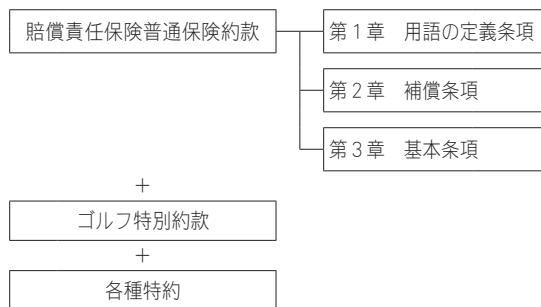 賠償責任保険普通保険約款
第1章 用語の定義条項
第2章 補償条項
第3章 基本条項
+
ゴルフ特別約款
+
各種特約